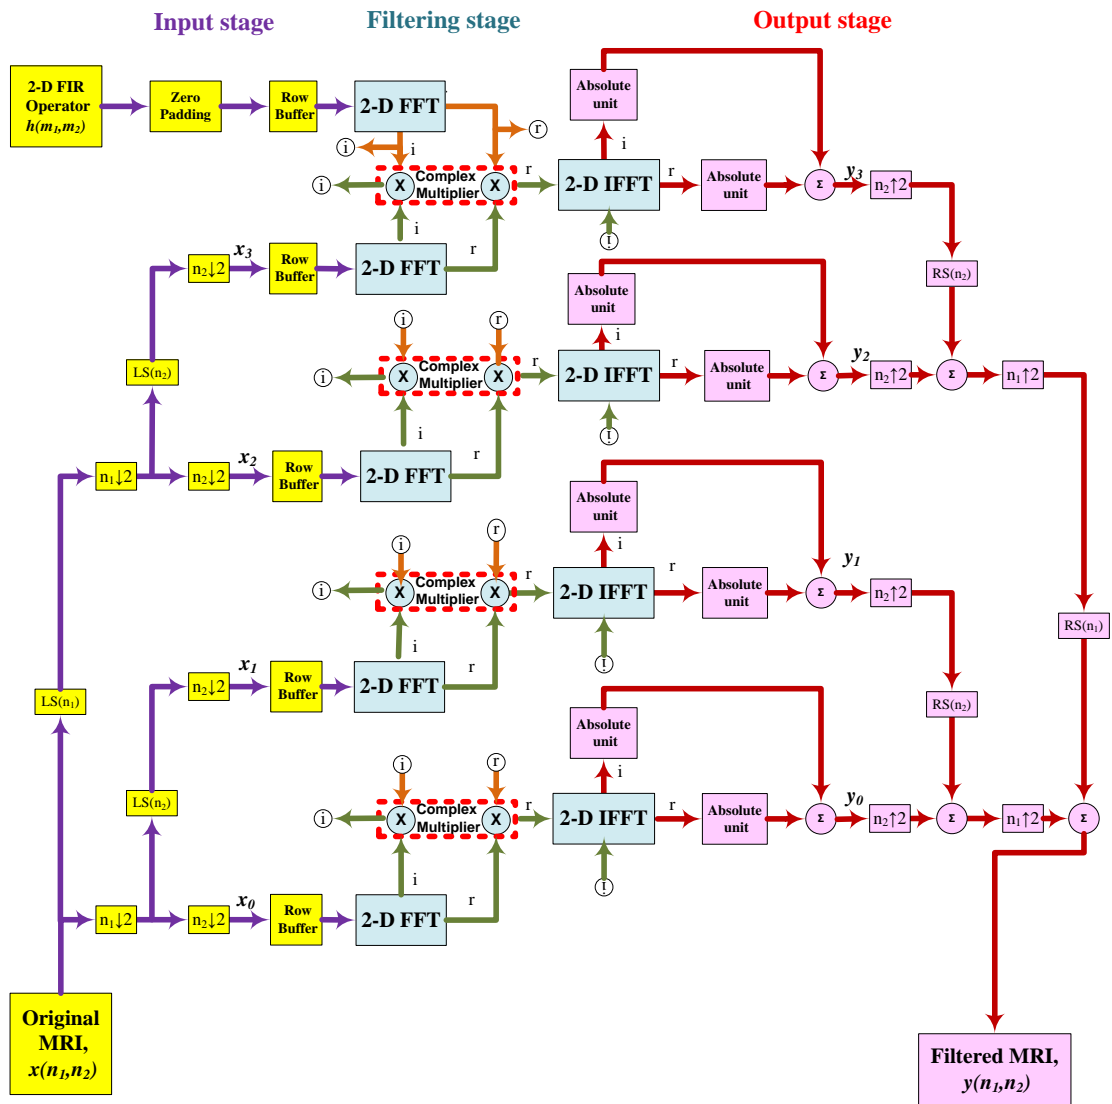 Input stage
Filtering stage
Output stage
2-D FIR
Operator
h(m₁,m₂)
Zero
Padding
Row
Buffer
2-D FFT
i
i
r
Absolute
unit
i
X
Complex
Multiplier
X
r
i
2-D IFFT
r
Absolute
unit
Σ
y₃
n₂↑2
i
i
r
2-D FFT
x₃
n₂↓2
Row
Buffer
RS(n₂)
Absolute
unit
i
r
i
LS(n₂)
i
X
Complex
Multiplier
X
r
2-D IFFT
r
Absolute
unit
Σ
y₂
n₂↑2
Σ
n₁↑2
i
i
r
n₁↓2
n₂↓2
x₂
Row
Buffer
2-D FFT
Absolute
unit
i
r
i
i
X
Complex
Multiplier
X
r
2-D IFFT
r
Absolute
unit
Σ
y₁
n₂↑2
RS(n₁)
i
i
r
n₂↓2
x₁
Row
Buffer
2-D FFT
LS(n₁)
RS(n₂)
Absolute
unit
i
r
i
LS(n₂)
i
X
Complex
Multiplier
X
r
2-D IFFT
r
Absolute
unit
Σ
y₀
n₂↑2
Σ
n₁↑2
Σ
i
i
r
n₁↓2
n₂↓2
x₀
Row
Buffer
2-D FFT
Original
MRI,
x(n₁,n₂)
Filtered MRI,
y(n₁,n₂)